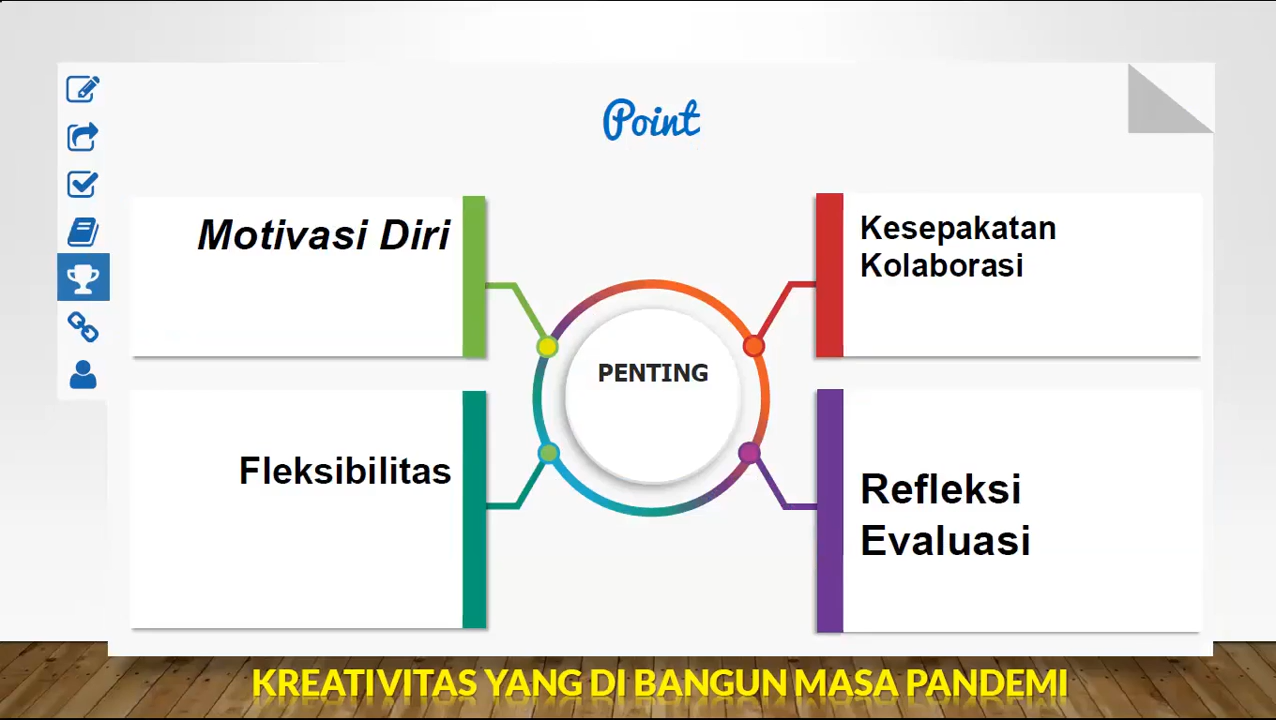 Point
Motivasi Diri
Kesepakatan
Kolaborasi
PENTING
Fleksibilitas
Refleksi
Evaluasi
KREATIVITAS YANG DI BANGUN MASA PANDEMI